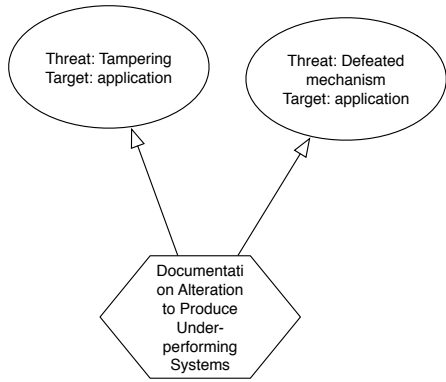 Threat: Tampering
Target: application
Threat: Defeated
mechanism
Target: application
Documentati
on Alteration
to Produce
Under-
performing
Systems